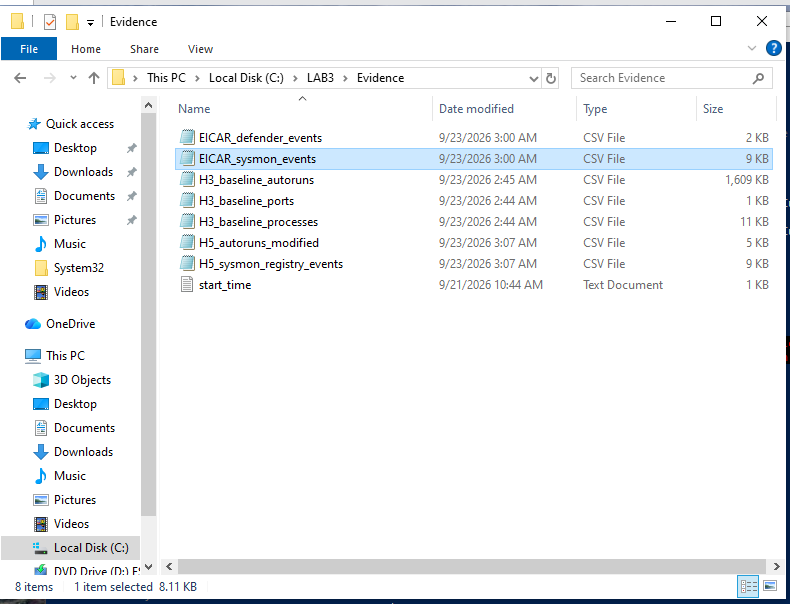 Evidence
File Home Share View
This PC Local Disk (C:) LAB3 Evidence Search Evidence
Quick access
Desktop
Downloads
Documents
Pictures
Music
System32
Videos
OneDrive
This PC
3D Objects
Desktop
Documents
Downloads
Music
Pictures
Videos
Local Disk (C:)
DVD Drive (D:)
Name Date modified Type Size
EICAR_defender_events 9/23/2026 3:00 AM CSV File 2 KB
EICAR_sysmon_events 9/23/2026 3:00 AM CSV File 9 KB
H3_baseline_autoruns 9/23/2026 2:45 AM CSV File 1,609 KB
H3_baseline_ports 9/23/2026 2:44 AM CSV File 1 KB
H3_baseline_processes 9/23/2026 2:44 AM CSV File 11 KB
H5_autoruns_modified 9/23/2026 3:07 AM CSV File 5 KB
H5_sysmon_registry_events 9/23/2026 3:07 AM CSV File 9 KB
start_time 9/21/2026 10:44 AM Text Document 1 KB
8 items 1 item selected 8.11 KB